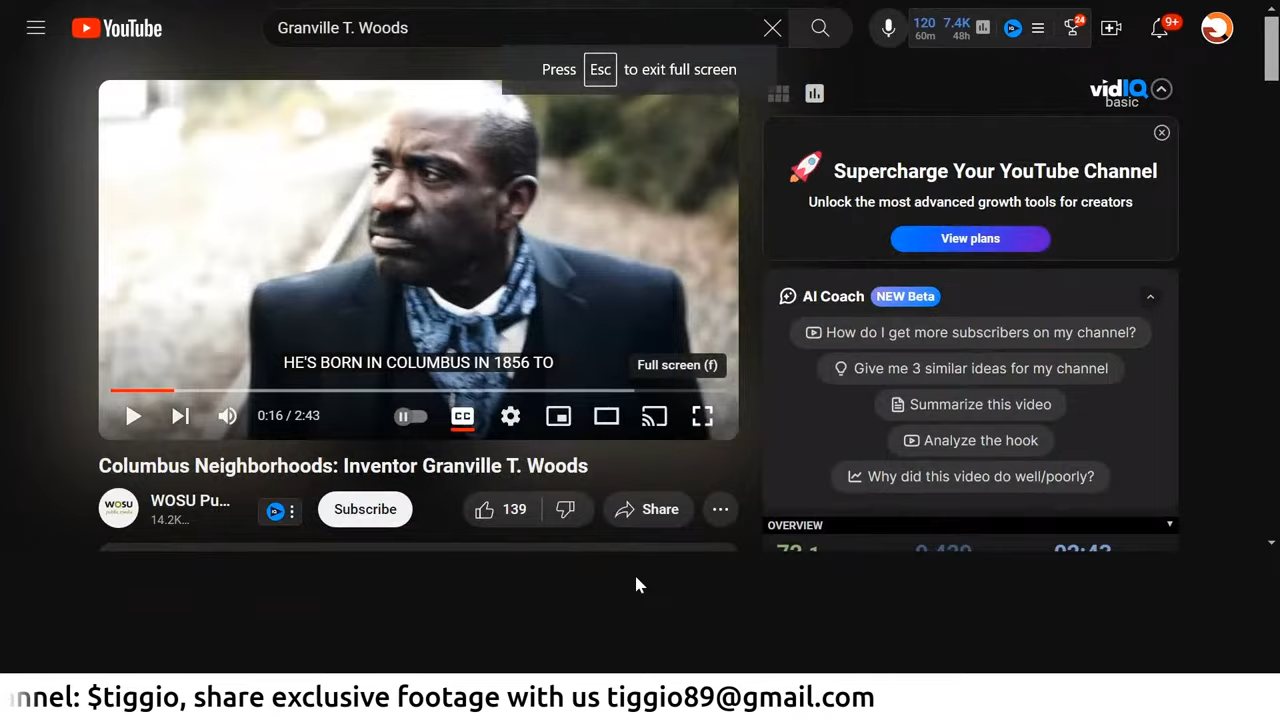 YouTube
Granville T. Woods
120 7.4K
60m 48h
24
9+
Press Esc to exit full screen
vidIQ
basic
Supercharge Your YouTube Channel
Unlock the most advanced growth tools for creators
View plans
AI Coach NEW Beta
How do I get more subscribers on my channel?
Give me 3 similar ideas for my channel
Summarize this video
Analyze the hook
Why did this video do well/poorly?
OVERVIEW
HE'S BORN IN COLUMBUS IN 1856 TO
Full screen (f)
0:16 / 2:43
CC
Columbus Neighborhoods: Inventor Granville T. Woods
WOSU
public media
WOSU Pu...
14.2K...
Subscribe
139
Share
nnel: $tiggio, share exclusive footage with us tiggio89@gmail.com